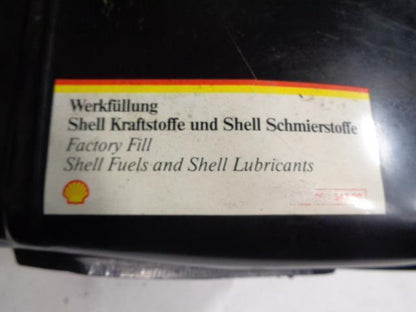 Werkfüllung
Shell Kraftstoffe und Shell Schmierstoffe
Factory Fill
Shell Fuels and Shell Lubricants